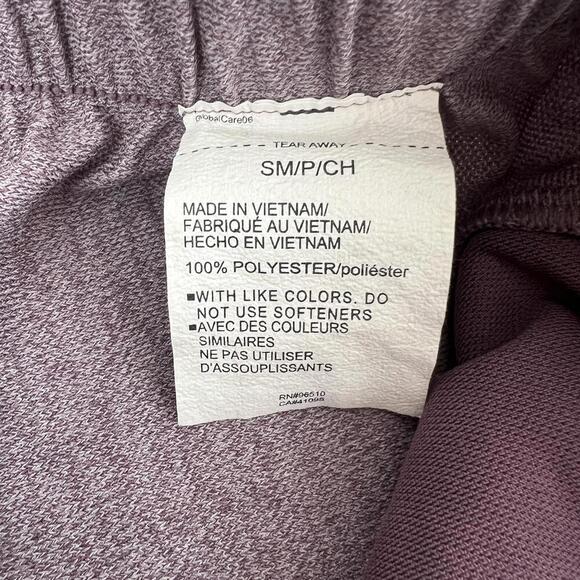 GlobalCare06
TEAR AWAY
SM/P/CH
MADE IN VIETNAM/
FABRIQUÉ AU VIETNAM/
HECHO EN VIETNAM
100% POLYESTER/poliéster
■WITH LIKE COLORS. DO
NOT USE SOFTENERS
■AVEC DES COULEURS
SIMILAIRES
NE PAS UTILISER
D'ASSOUPLISSANTS
RN#96510
CA#41095